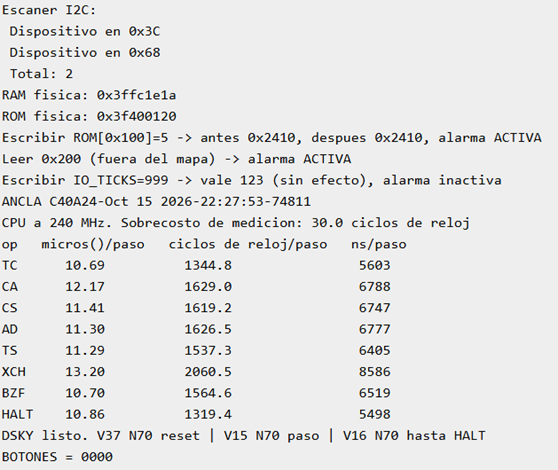 Escaner I2C:
Dispositivo en 0x3C
Dispositivo en 0x68
Total: 2
RAM fisica: 0x3ffc1e1a
ROM fisica: 0x3f400120
Escribir ROM[0x100]=5 -> antes 0x2410, despues 0x2410, alarma ACTIVA
Leer 0x200 (fuera del mapa) -> alarma ACTIVA
Escribir IO_TICKS=999 -> vale 123 (sin efecto), alarma inactiva
ANCLA C40A24-Oct 15 2026-22:27:53-74811
CPU a 240 MHz. Sobrecosto de medicion: 30.0 ciclos de reloj
op micros()/paso ciclos de reloj/paso ns/paso
TC 10.69 1344.8 5603
CA 12.17 1629.0 6788
CS 11.41 1619.2 6747
AD 11.30 1626.5 6777
TS 11.29 1537.3 6405
XCH 13.20 2060.5 8586
BZF 10.70 1564.6 6519
HALT 10.86 1319.4 5498
DSKY listo. V37 N70 reset | V15 N70 paso | V16 N70 hasta HALT
BOTONES = 0000